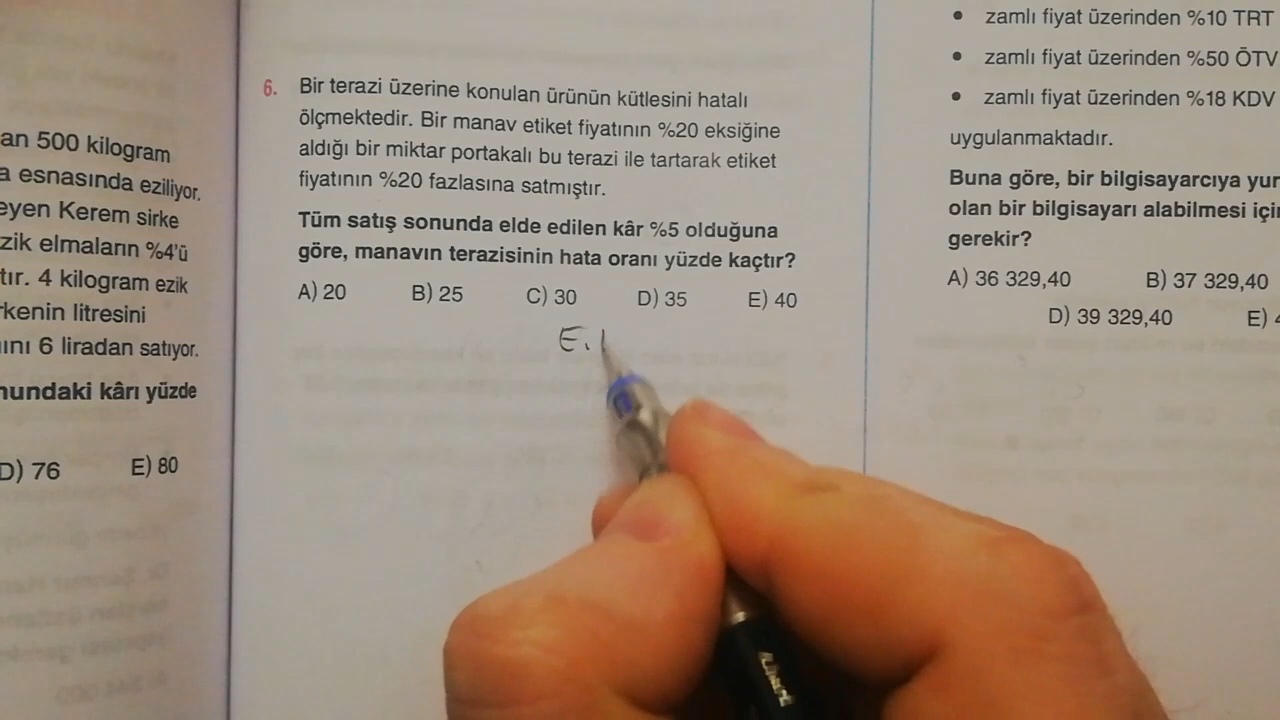 an 500 kilogram
a esnasında eziliyor.
eyen Kerem sirke
zik elmaların %4'ü
tır. 4 kilogram ezik
rkenin litresini
ını 6 liradan satıyor.
nundaki kârı yüzde
D) 76 E) 80
6. Bir terazi üzerine konulan ürünün kütlesini hatalı
ölçmektedir. Bir manav etiket fiyatının %20 eksiğine
aldığı bir miktar portakalı bu terazi ile tartarak etiket
fiyatının %20 fazlasına satmıştır.
Tüm satış sonunda elde edilen kâr %5 olduğuna
göre, manavın terazisinin hata oranı yüzde kaçtır?
A) 20 B) 25 C) 30 D) 35 E) 40
E.
• zamlı fiyat üzerinden %10 TRT
• zamlı fiyat üzerinden %50 ÖTV
• zamlı fiyat üzerinden %18 KDV
uygulanmaktadır.
Buna göre, bir bilgisayarcıya yur
olan bir bilgisayarı alabilmesi içi
gerekir?
A) 36 329,40 B) 37 329,40
D) 39 329,40 E)